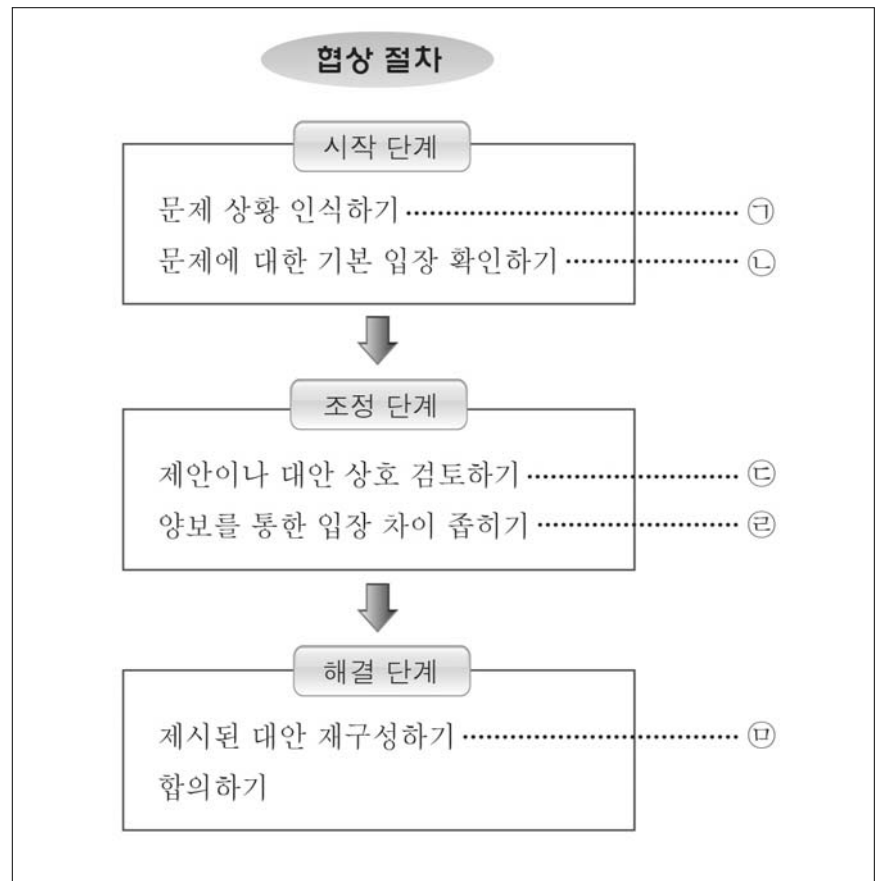 협상 절차
시작 단계
문제 상황 인식하기 ㉠
문제에 대한 기본 입장 확인하기 ㉡
조정 단계
제안이나 대안 상호 검토하기 ㉢
양보를 통한 입장 차이 좁히기 ㉣
해결 단계
제시된 대안 재구성하기 ㉤
합의하기